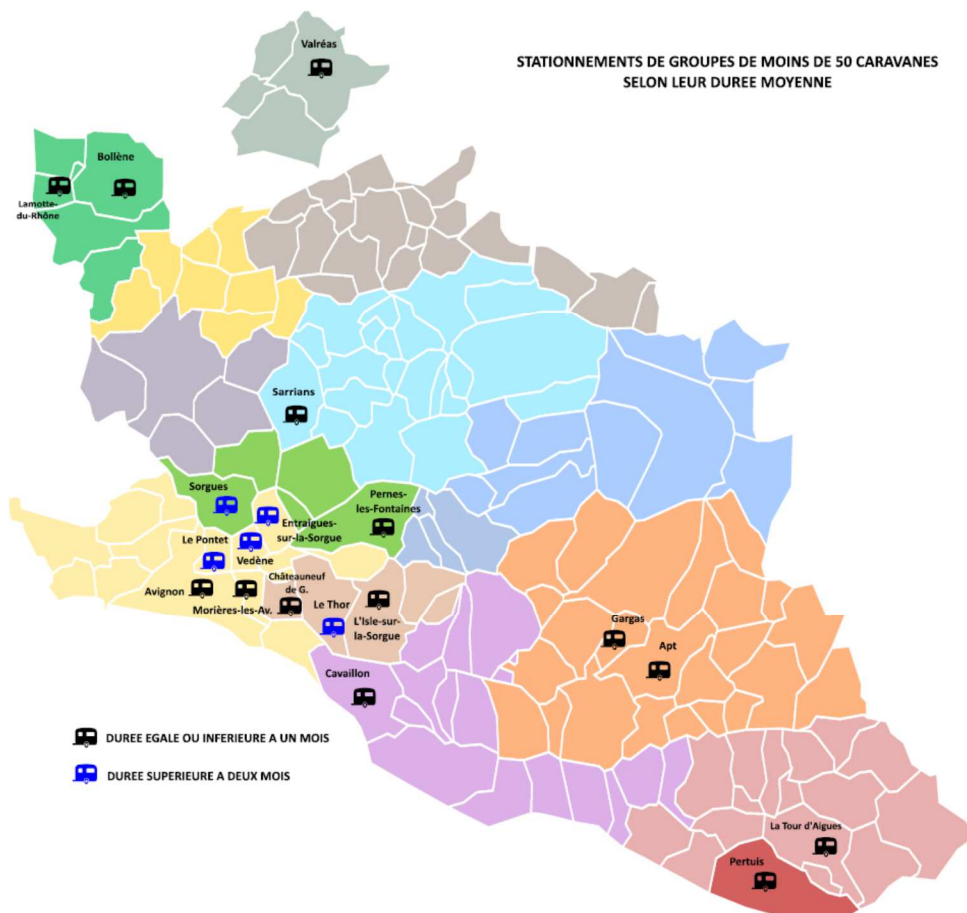 STATIONNEMENTS DE GROUPES DE MOINS DE 50 CARAVANES
SELON LEUR DUREE MOYENNE
Valréas
Bollène
Lamotte-
du-Rhône
Sarrians
Sorgues
Pernes-
les-Fontaines
Entraigues-
sur-la-Sorgue
Le Pontet
Vedène
Châteauneuf
de G.
Avignon
Morières-les-Av.
Le Thor
L'Isle-sur-
la-Sorgue
Gargas
Apt
Cavaillon
DUREE EGALE OU INFERIEURE A UN MOIS
DUREE SUPERIEURE A DEUX MOIS
La Tour d'Aigues
Pertuis